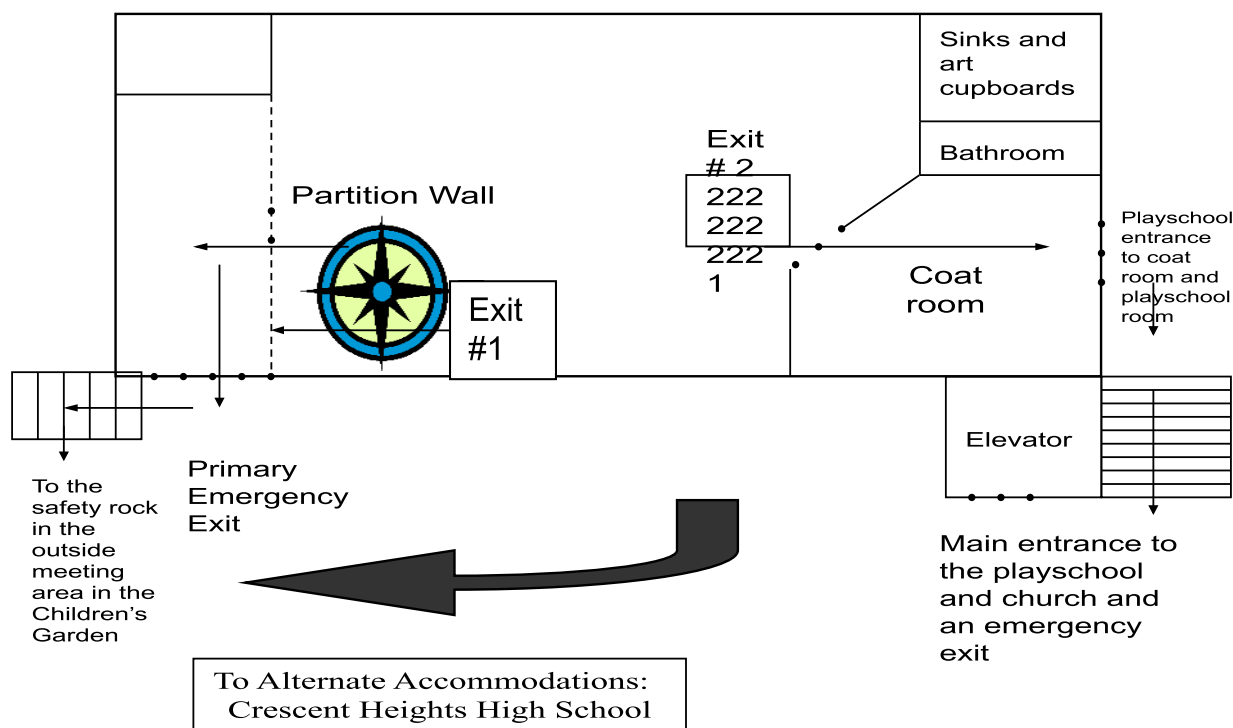 Sinks and
art
cupboards
Bathroom
Exit
# 2
222
222
222
1
Partition Wall
Playschool
entrance
to coat
room and
playschool
room
Coat
room
Exit
#1
Elevator
Primary
Emergency
Exit
To the
safety rock
in the
outside
meeting
area in the
Children’s
Garden
Main entrance to
the playschool
and church and
an emergency
exit
To Alternate Accommodations:
Crescent Heights High School